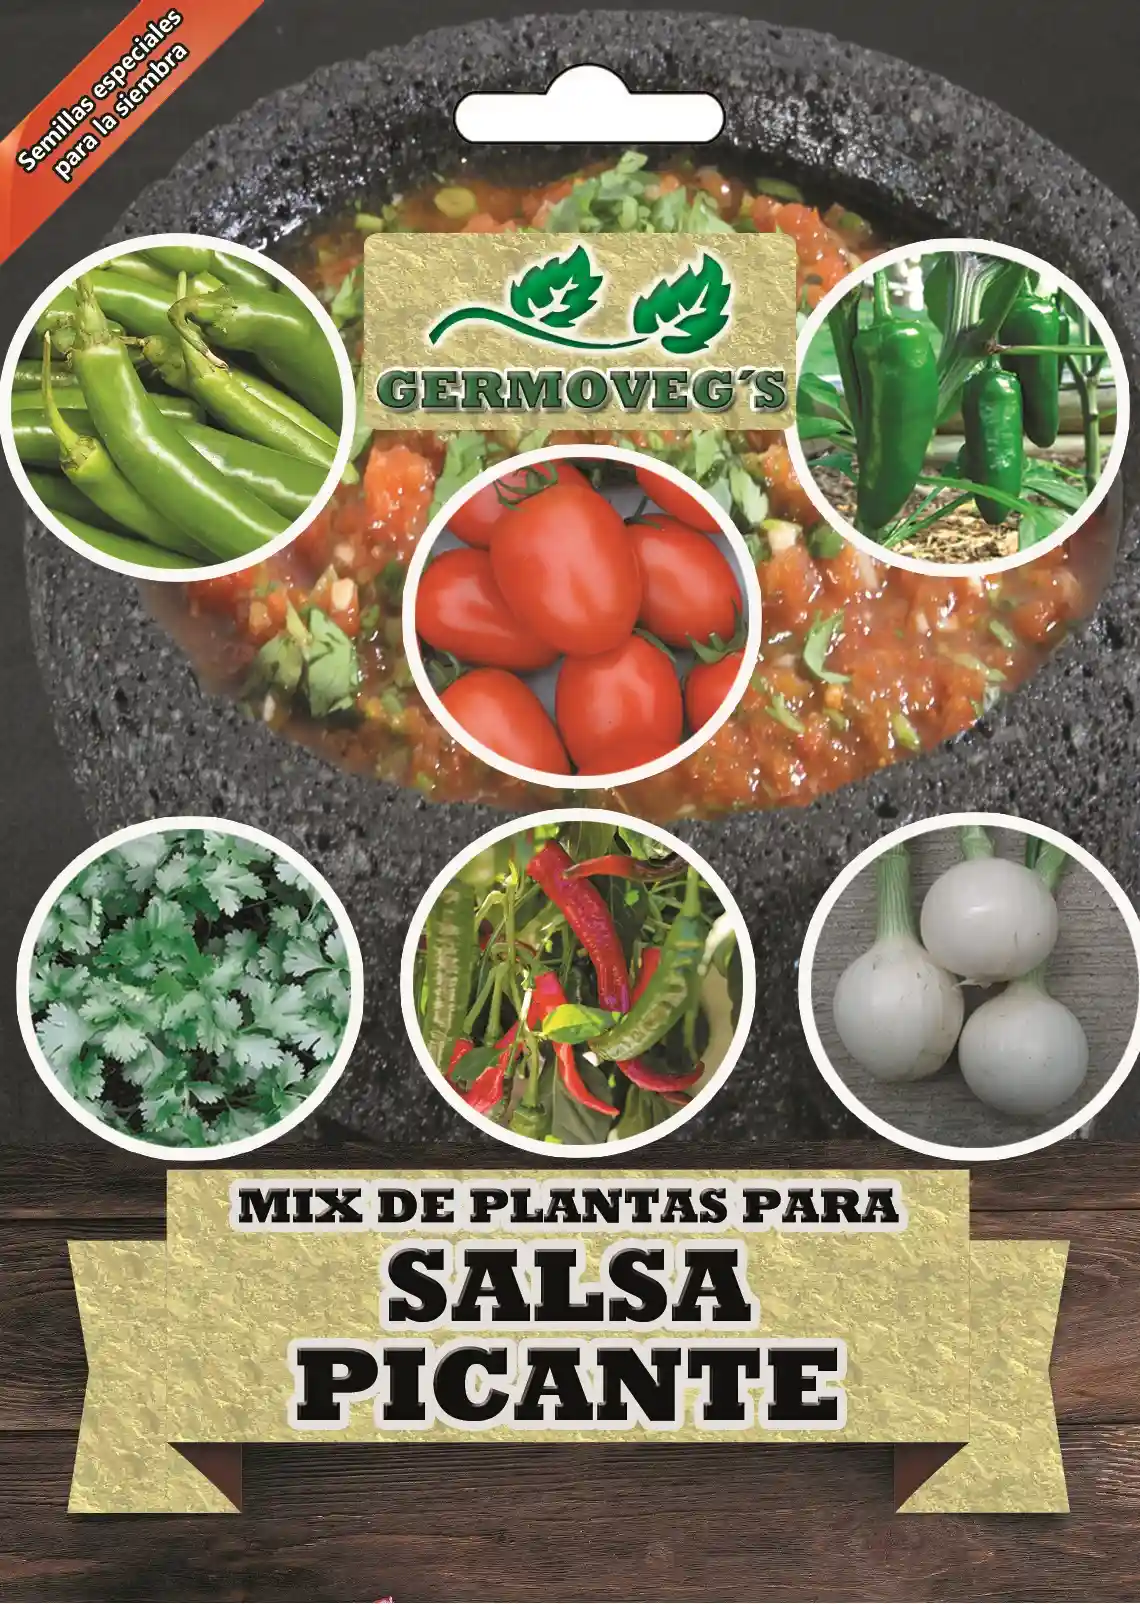 Semillas especiales
para la siembra
GERMOVEG´S
MIX DE PLANTAS PARA
SALSA
PICANTE